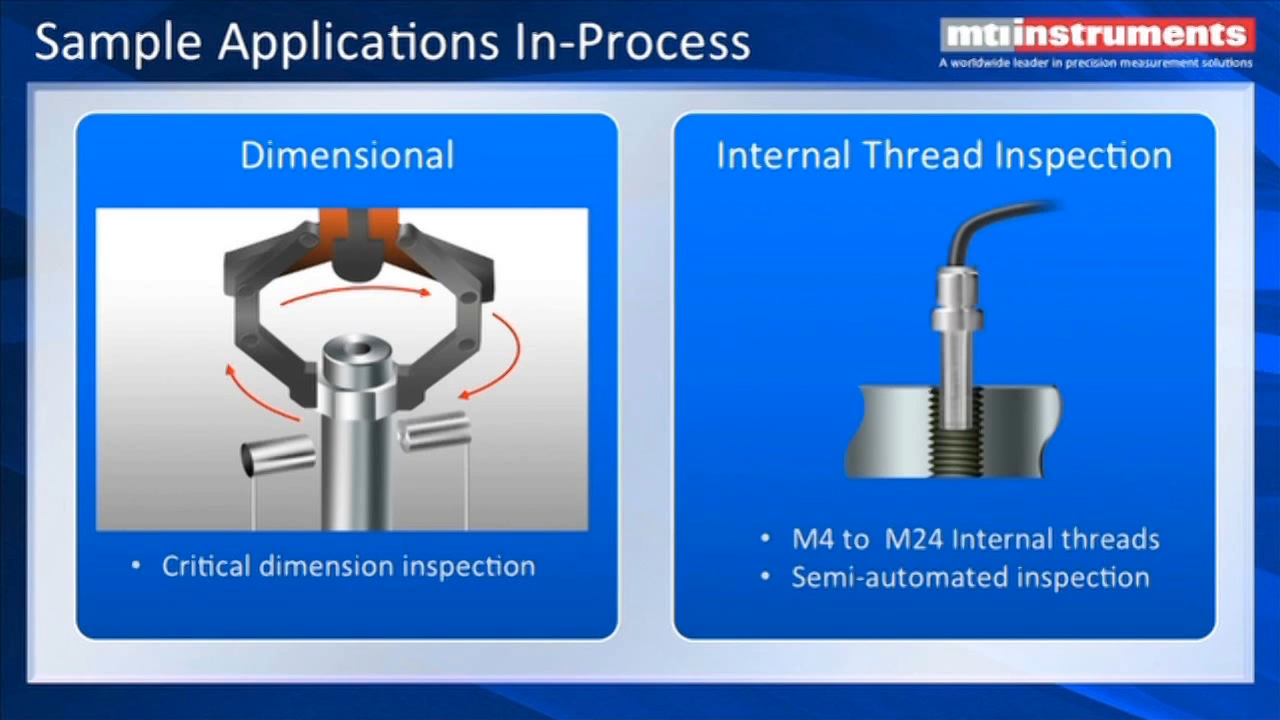 Sample Applications In-Process
mtiinstruments
A worldwide leader in precision measurement solutions
Dimensional
• Critical dimension inspection
Internal Thread Inspection
• M4 to M24 Internal threads
• Semi-automated inspection